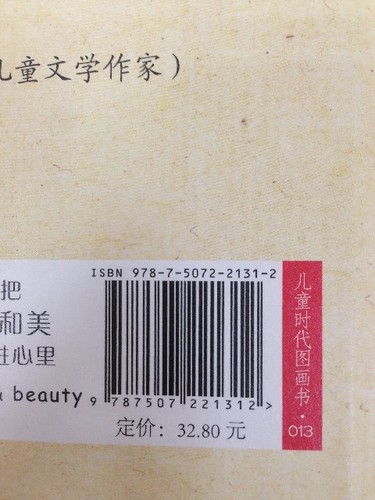 儿童文学作家）
ISBN 978-7-5072-2131-2
把
和美
进心里
beauty
9 787507 221312 >
定价：32.80 元
儿童时代图画书·013